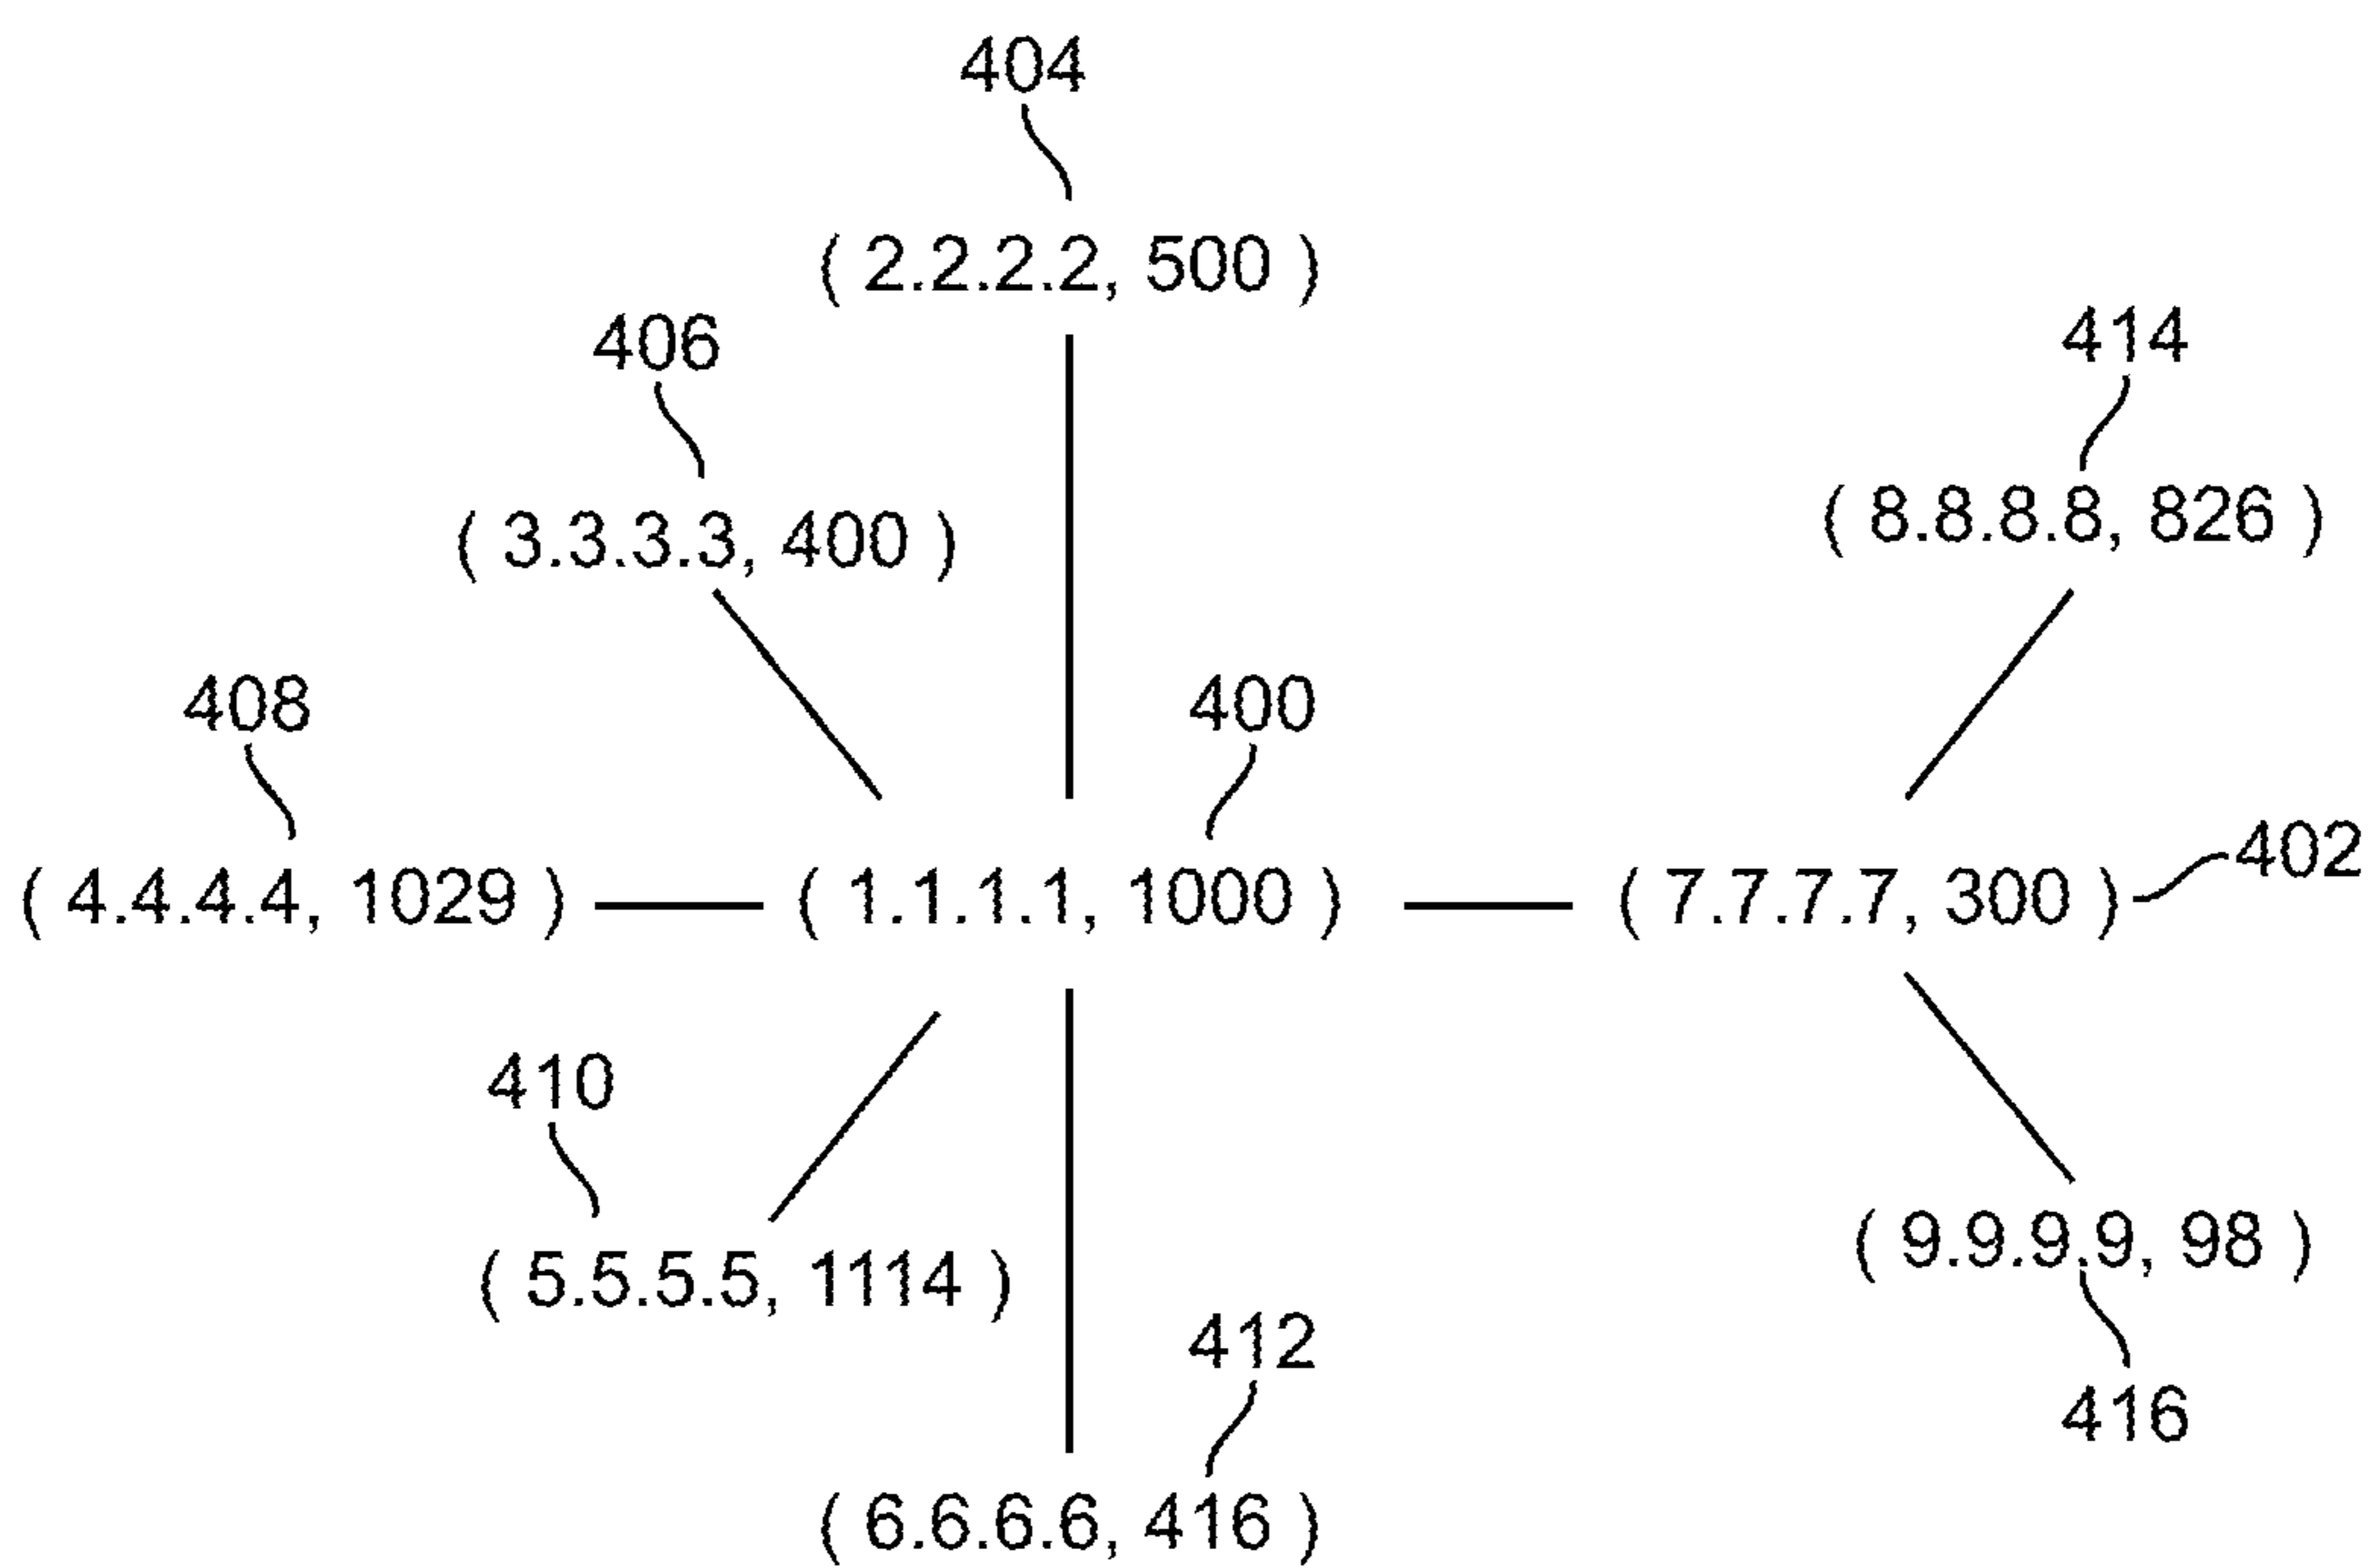 404
( 2.2.2.2, 500 )
406
414
( 3.3.3.3, 400 )
( 8.8.8.8, 826 )
408
400
402
( 4.4.4.4, 1029 )
( 1.1.1.1, 1000 )
( 7.7.7.7, 300 )
410
( 5.5.5.5, 1114 )
( 9.9.9.9, 98 )
412
416
( 6.6.6.6, 416 )